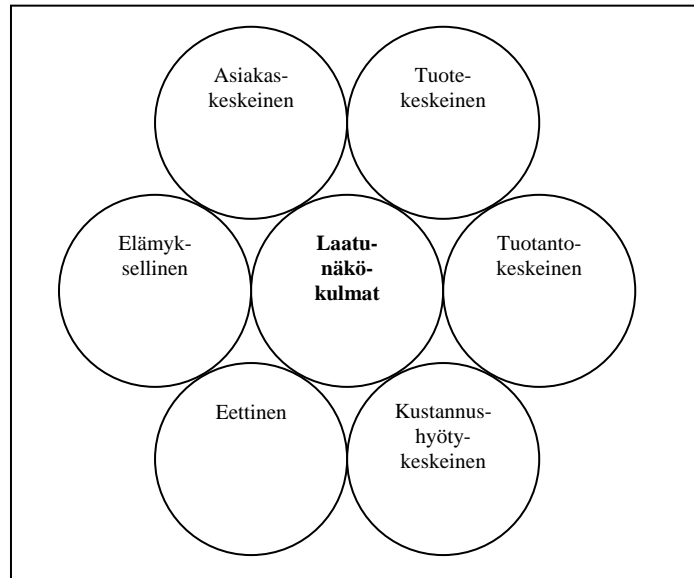 Asiakas-
keskeinen
Tuote-
keskeinen
Elämyk-
sellinen
Laatu-
näkö-
kulmat
Tuotanto-
keskeinen
Eettinen
Kustannus-
hyöty-
keskeinen